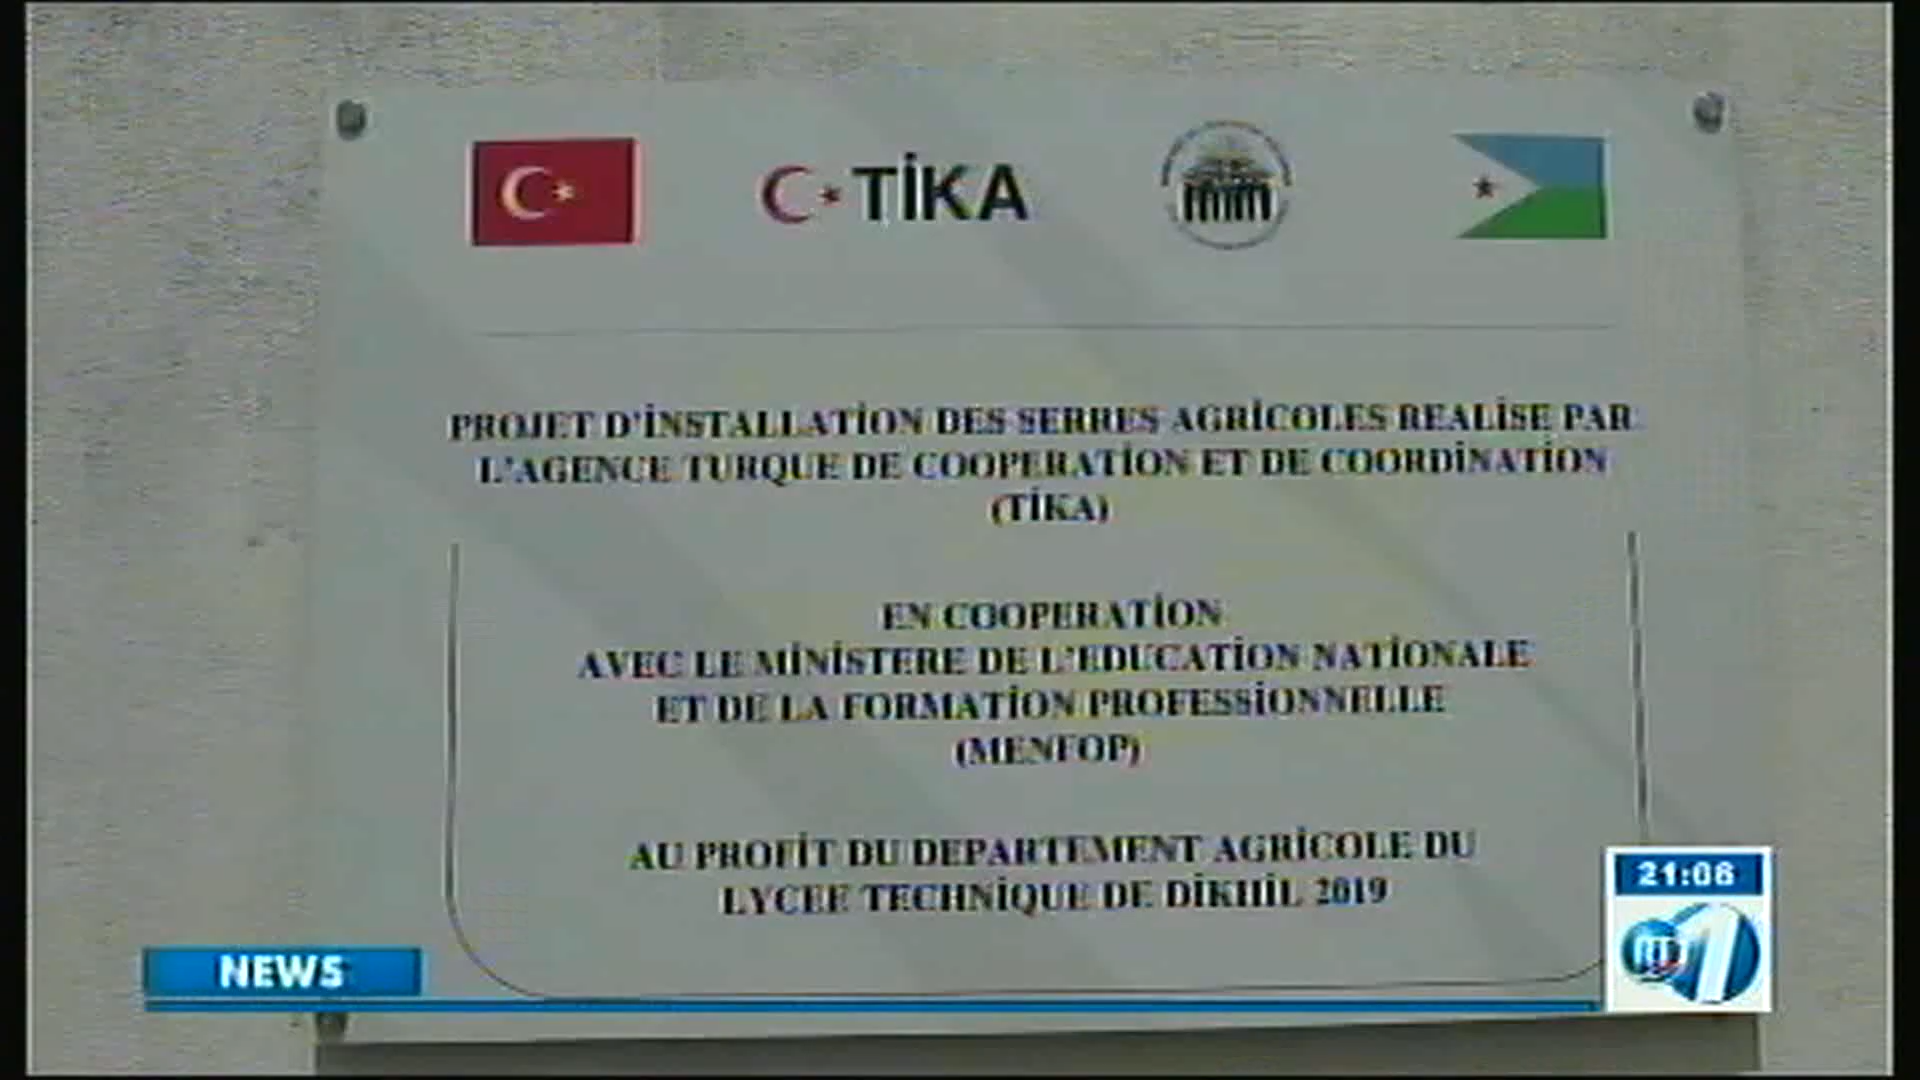 TİKA
PROJET D'İNSTALLATİON DES SERRES AGRİCOLES REALİSE PAR
L'AGENCE TURQUE DE COOPERATİON ET DE COORDİNATİON
(TİKA)
EN COOPERATİON
AVEC LE MİNİSTERE DE L'EDUCATİON NATİONALE
ET DE LA FORMATİON PROFESSİONNELLE
(MENFOP)
AU PROFİT DU DEPARTEMENT AGRİCOLE DU
LYCEE TECHNİQUE DE DİKHİL 2019
21:08
NEWS
1